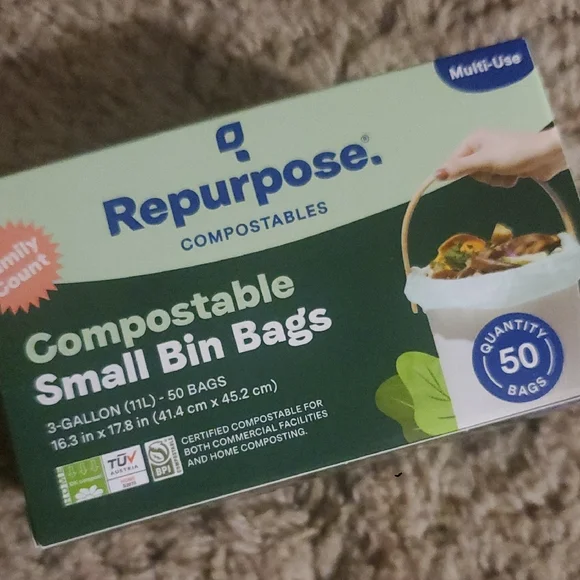 Multi-Use
Repurpose.®
COMPOSTABLES
Family
Count
Compostable
Small Bin Bags
3-GALLON (11L) - 50 BAGS
16.3 in x 17.8 in (41.4 cm x 45.2 cm)
QUANTITY
50
BAGS
TÜV
AUSTRIA
BPI
CERTIFIED COMPOSTABLE FOR
BOTH COMMERCIAL FACILITIES
AND HOME COMPOSTING.